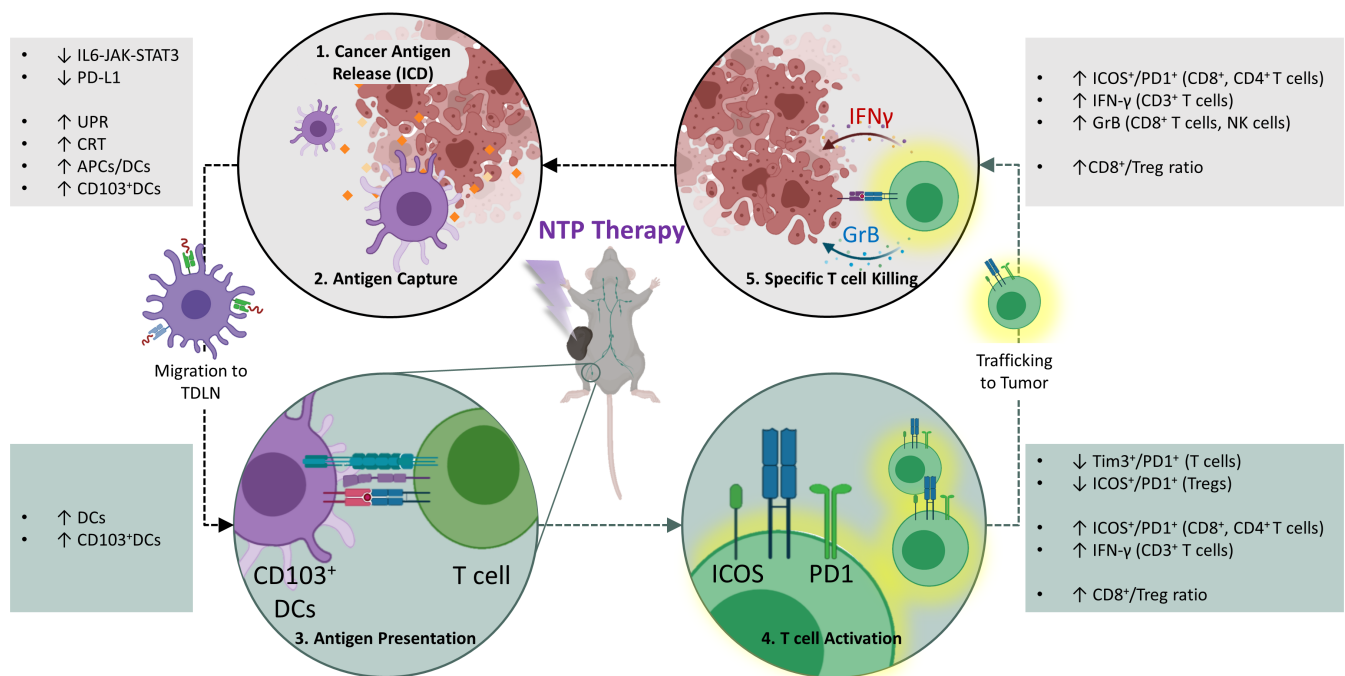 • ↓ IL6-JAK-STAT3
• ↓ PD-L1
• ↑ UPR
• ↑ CRT
• ↑ APCs/DCs
• ↑ CD103⁺DCs
1. Cancer Antigen
Release (ICD)
2. Antigen Capture
Migration to
TDLN
• ↑ DCs
• ↑ CD103⁺DCs
CD103⁺
DCs
T cell
3. Antigen Presentation
NTP Therapy
ICOS
PD1
4. T cell Activation
• ↓ Tim3⁺/PD1⁺ (T cells)
• ↓ ICOS⁺/PD1⁺ (Tregs)
• ↑ ICOS⁺/PD1⁺ (CD8⁺, CD4⁺ T cells)
• ↑ IFN-γ (CD3⁺ T cells)
• ↑ CD8⁺/Treg ratio
Trafficking
to Tumor
IFNγ
GrB
5. Specific T cell Killing
• ↑ ICOS⁺/PD1⁺ (CD8⁺, CD4⁺ T cells)
• ↑ IFN-γ (CD3⁺ T cells)
• ↑ GrB (CD8⁺ T cells, NK cells)
• ↑CD8⁺/Treg ratio